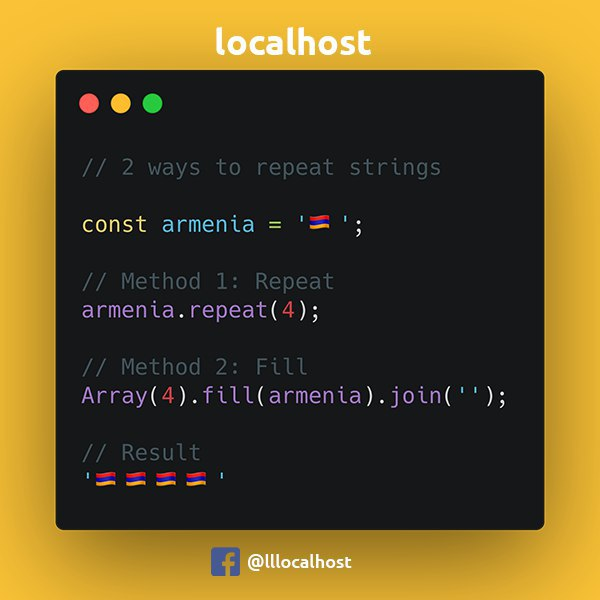 localhost
// 2 ways to repeat strings
const armenia = '🇦🇲 ';
// Method 1: Repeat
armenia.repeat(4);
// Method 2: Fill
Array(4).fill(armenia).join('');
// Result
'🇦🇲 🇦🇲 🇦🇲 🇦🇲 '
@lllocalhost